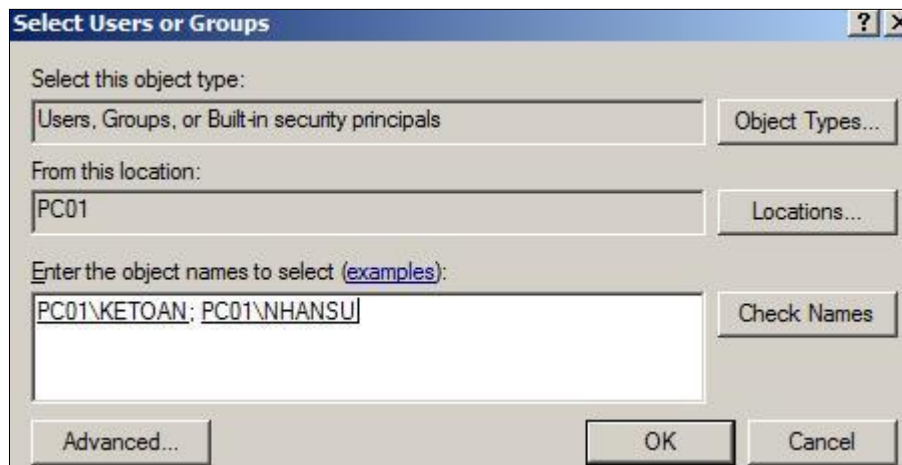 Select Users or Groups
Select this object type:
Users, Groups, or Built-in security principals
Object Types...
From this location:
PC01
Locations...
Enter the object names to select (examples):
PC01\KETOAN; PC01\NHANSU
Check Names
Advanced...
OK
Cancel